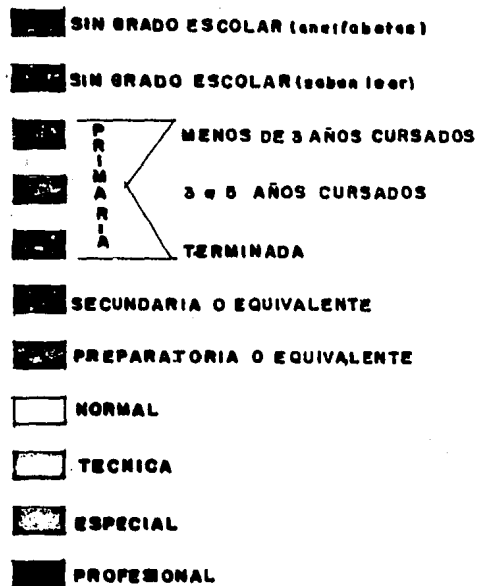 SIN GRADO ESCOLAR (analfabetas)
SIN GRADO ESCOLAR (saben leer)
PRIMARIA
MENOS DE 3 AÑOS CURSADOS
3 a 5 AÑOS CURSADOS
TERMINADA
SECUNDARIA O EQUIVALENTE
PREPARATORIA O EQUIVALENTE
NORMAL
TECNICA
ESPECIAL
PROFESIONAL